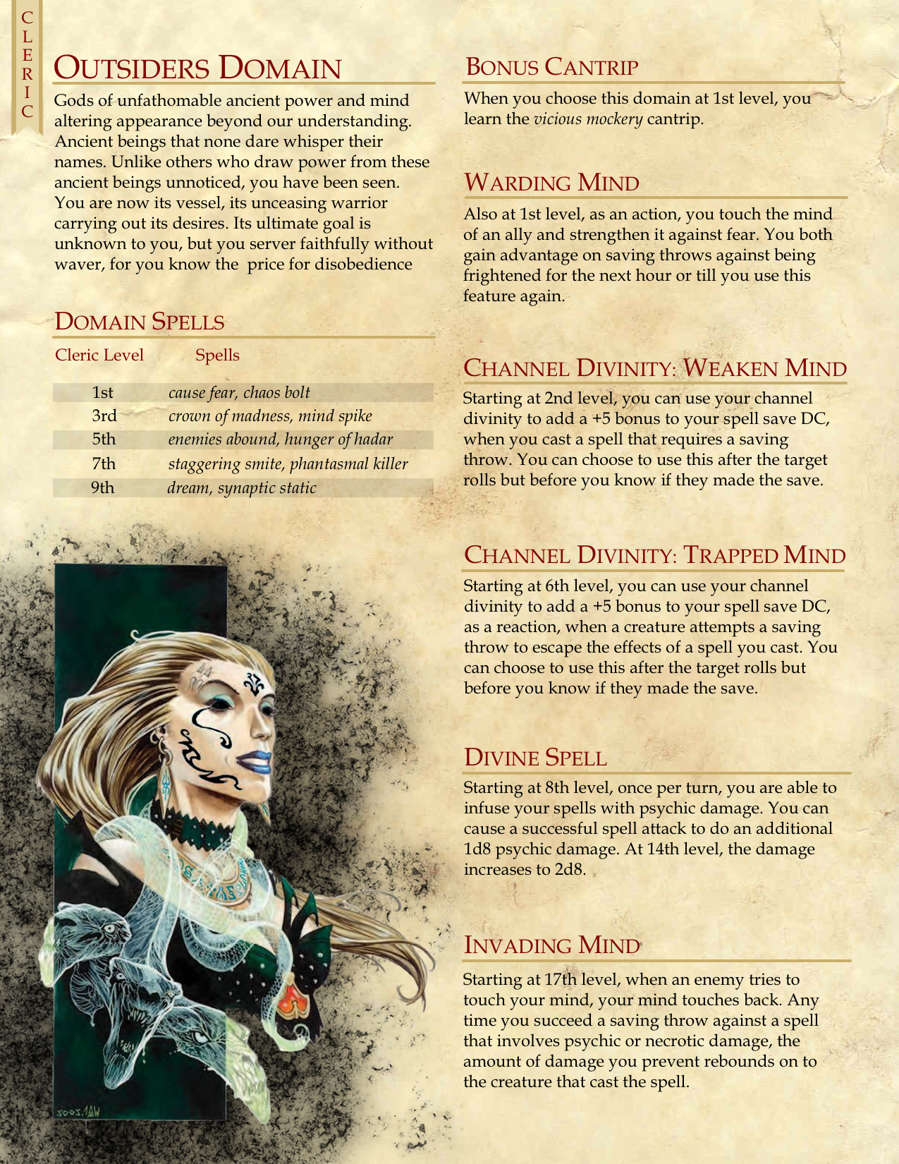 CLERIC
OUTSIDERS DOMAIN
Gods of unfathomable ancient power and mind
altering appearance beyond our understanding.
Ancient beings that none dare whisper their
names. Unlike others who draw power from these
ancient beings unnoticed, you have been seen.
You are now its vessel, its unceasing warrior
carrying out its desires. Its ultimate goal is
unknown to you, but you server faithfully without
waver, for you know the  price for disobedience
DOMAIN SPELLS
Cleric Level Spells
1st cause fear, chaos bolt
3rd crown of madness, mind spike
5th enemies abound, hunger of hadar
7th staggering smite, phantasmal killer
9th dream, synaptic static
BONUS CANTRIP
When you choose this domain at 1st level, you
learn the vicious mockery cantrip.
WARDING MIND
Also at 1st level, as an action, you touch the mind
of an ally and strengthen it against fear. You both
gain advantage on saving throws against being
frightened for the next hour or till you use this
feature again.
CHANNEL DIVINITY: WEAKEN MIND
Starting at 2nd level, you can use your channel
divinity to add a +5 bonus to your spell save DC,
when you cast a spell that requires a saving
throw. You can choose to use this after the target
rolls but before you know if they made the save.
CHANNEL DIVINITY: TRAPPED MIND
Starting at 6th level, you can use your channel
divinity to add a +5 bonus to your spell save DC,
as a reaction, when a creature attempts a saving
throw to escape the effects of a spell you cast. You
can choose to use this after the target rolls but
before you know if they made the save.
DIVINE SPELL
Starting at 8th level, once per turn, you are able to
infuse your spells with psychic damage. You can
cause a successful spell attack to do an additional
1d8 psychic damage. At 14th level, the damage
increases to 2d8.
INVADING MIND
Starting at 17th level, when an enemy tries to
touch your mind, your mind touches back. Any
time you succeed a saving throw against a spell
that involves psychic or necrotic damage, the
amount of damage you prevent rebounds on to
the creature that cast the spell.